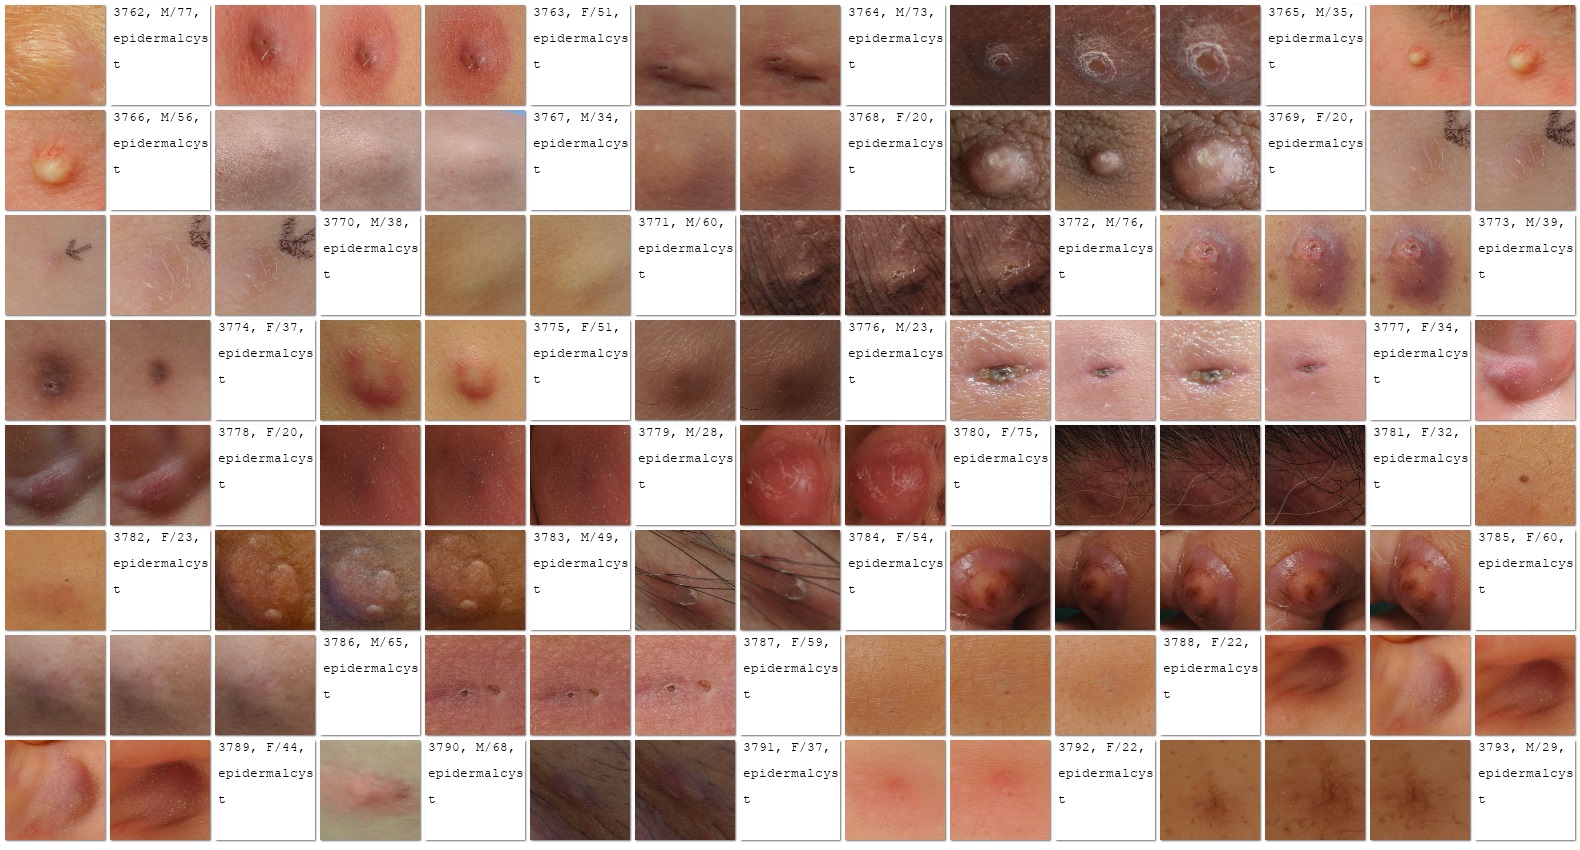 3762, M/77,
epidermalcys
t
3763, F/51,
epidermalcys
t
3764, M/73,
epidermalcys
t
3765, M/35,
epidermalcys
t
3766, M/56,
epidermalcys
t
3767, M/34,
epidermalcys
t
3768, F/20,
epidermalcys
t
3769, F/20,
epidermalcys
t
3770, M/38,
epidermalcys
t
3771, M/60,
epidermalcys
t
3772, M/76,
epidermalcys
t
3773, M/39,
epidermalcys
t
3774, F/37,
epidermalcys
t
3775, F/51,
epidermalcys
t
3776, M/23,
epidermalcys
t
3777, F/34,
epidermalcys
t
3778, F/20,
epidermalcys
t
3779, M/28,
epidermalcys
t
3780, F/75,
epidermalcys
t
3781, F/32,
epidermalcys
t
3782, F/23,
epidermalcys
t
3783, M/49,
epidermalcys
t
3784, F/54,
epidermalcys
t
3785, F/60,
epidermalcys
t
3786, M/65,
epidermalcys
t
3787, F/59,
epidermalcys
t
3788, F/22,
epidermalcys
t
3789, F/44,
epidermalcys
t
3790, M/68,
epidermalcys
t
3791, F/37,
epidermalcys
t
3792, F/22,
epidermalcys
t
3793, M/29,
epidermalcys
t